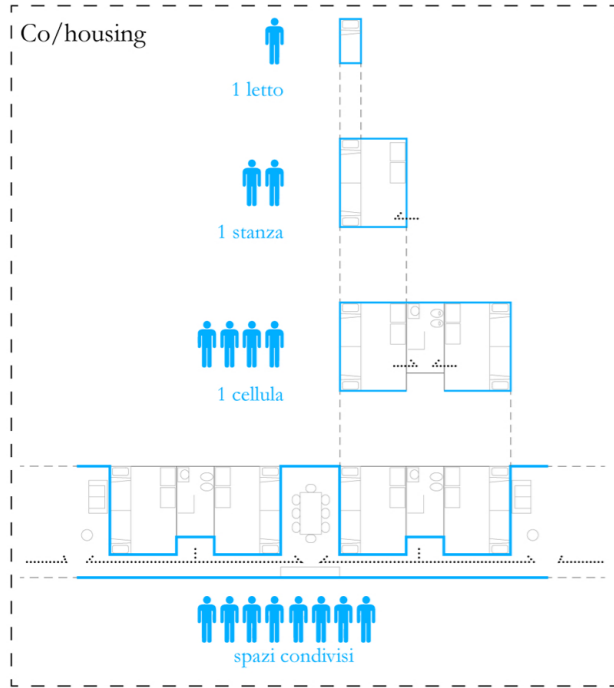 Co/housing
1 letto
1 stanza
1 cellula
spazi condivisi